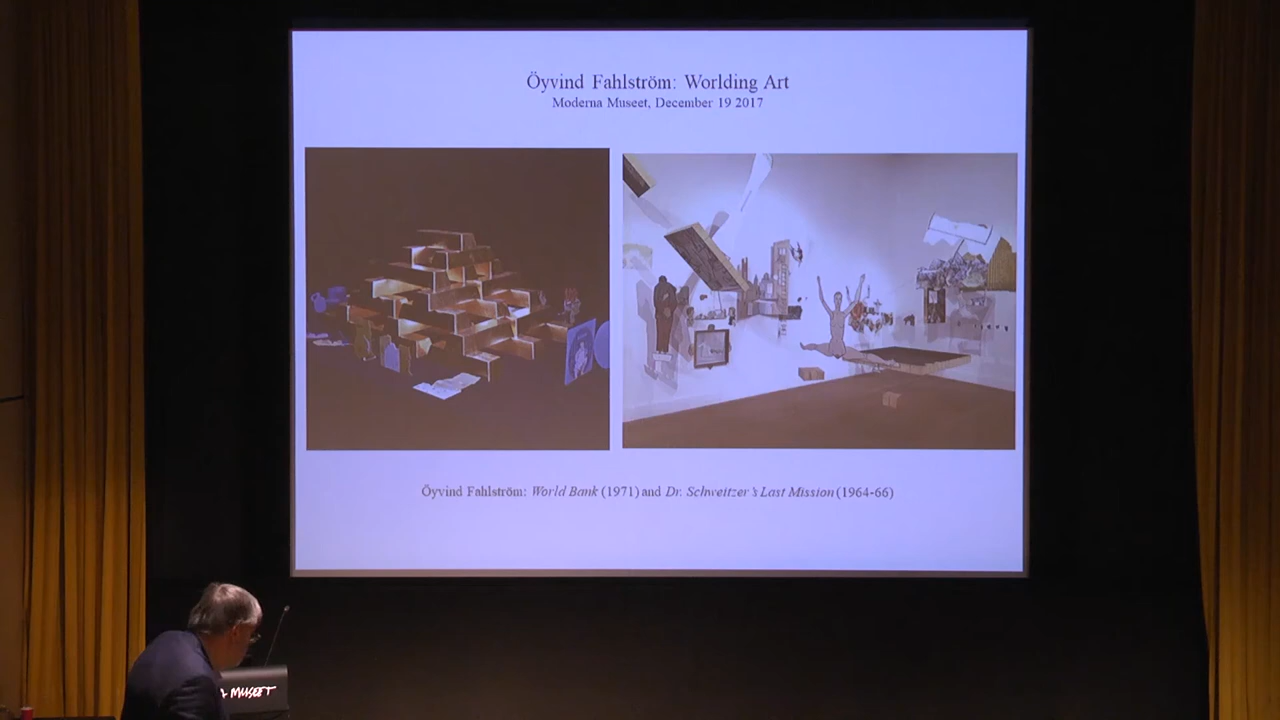 Öyvind Fahlström: Worlding Art
Moderna Museet, December 19 2017
Öyvind Fahlström: World Bank (1971) and Dr. Schweitzer's Last Mission (1964-66)
A MUSEET